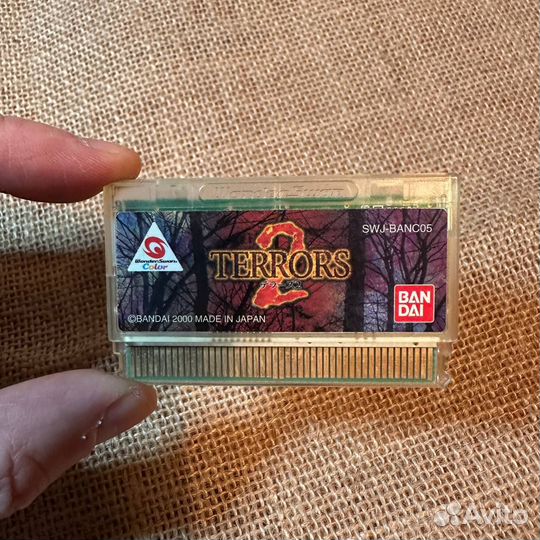 WonderSwan
SWJ-BANC05
WonderSwan
Color
2
TERRORS
テラーズ2
BAN
DAI
©BANDAI 2000 MADE IN JAPAN
Avito